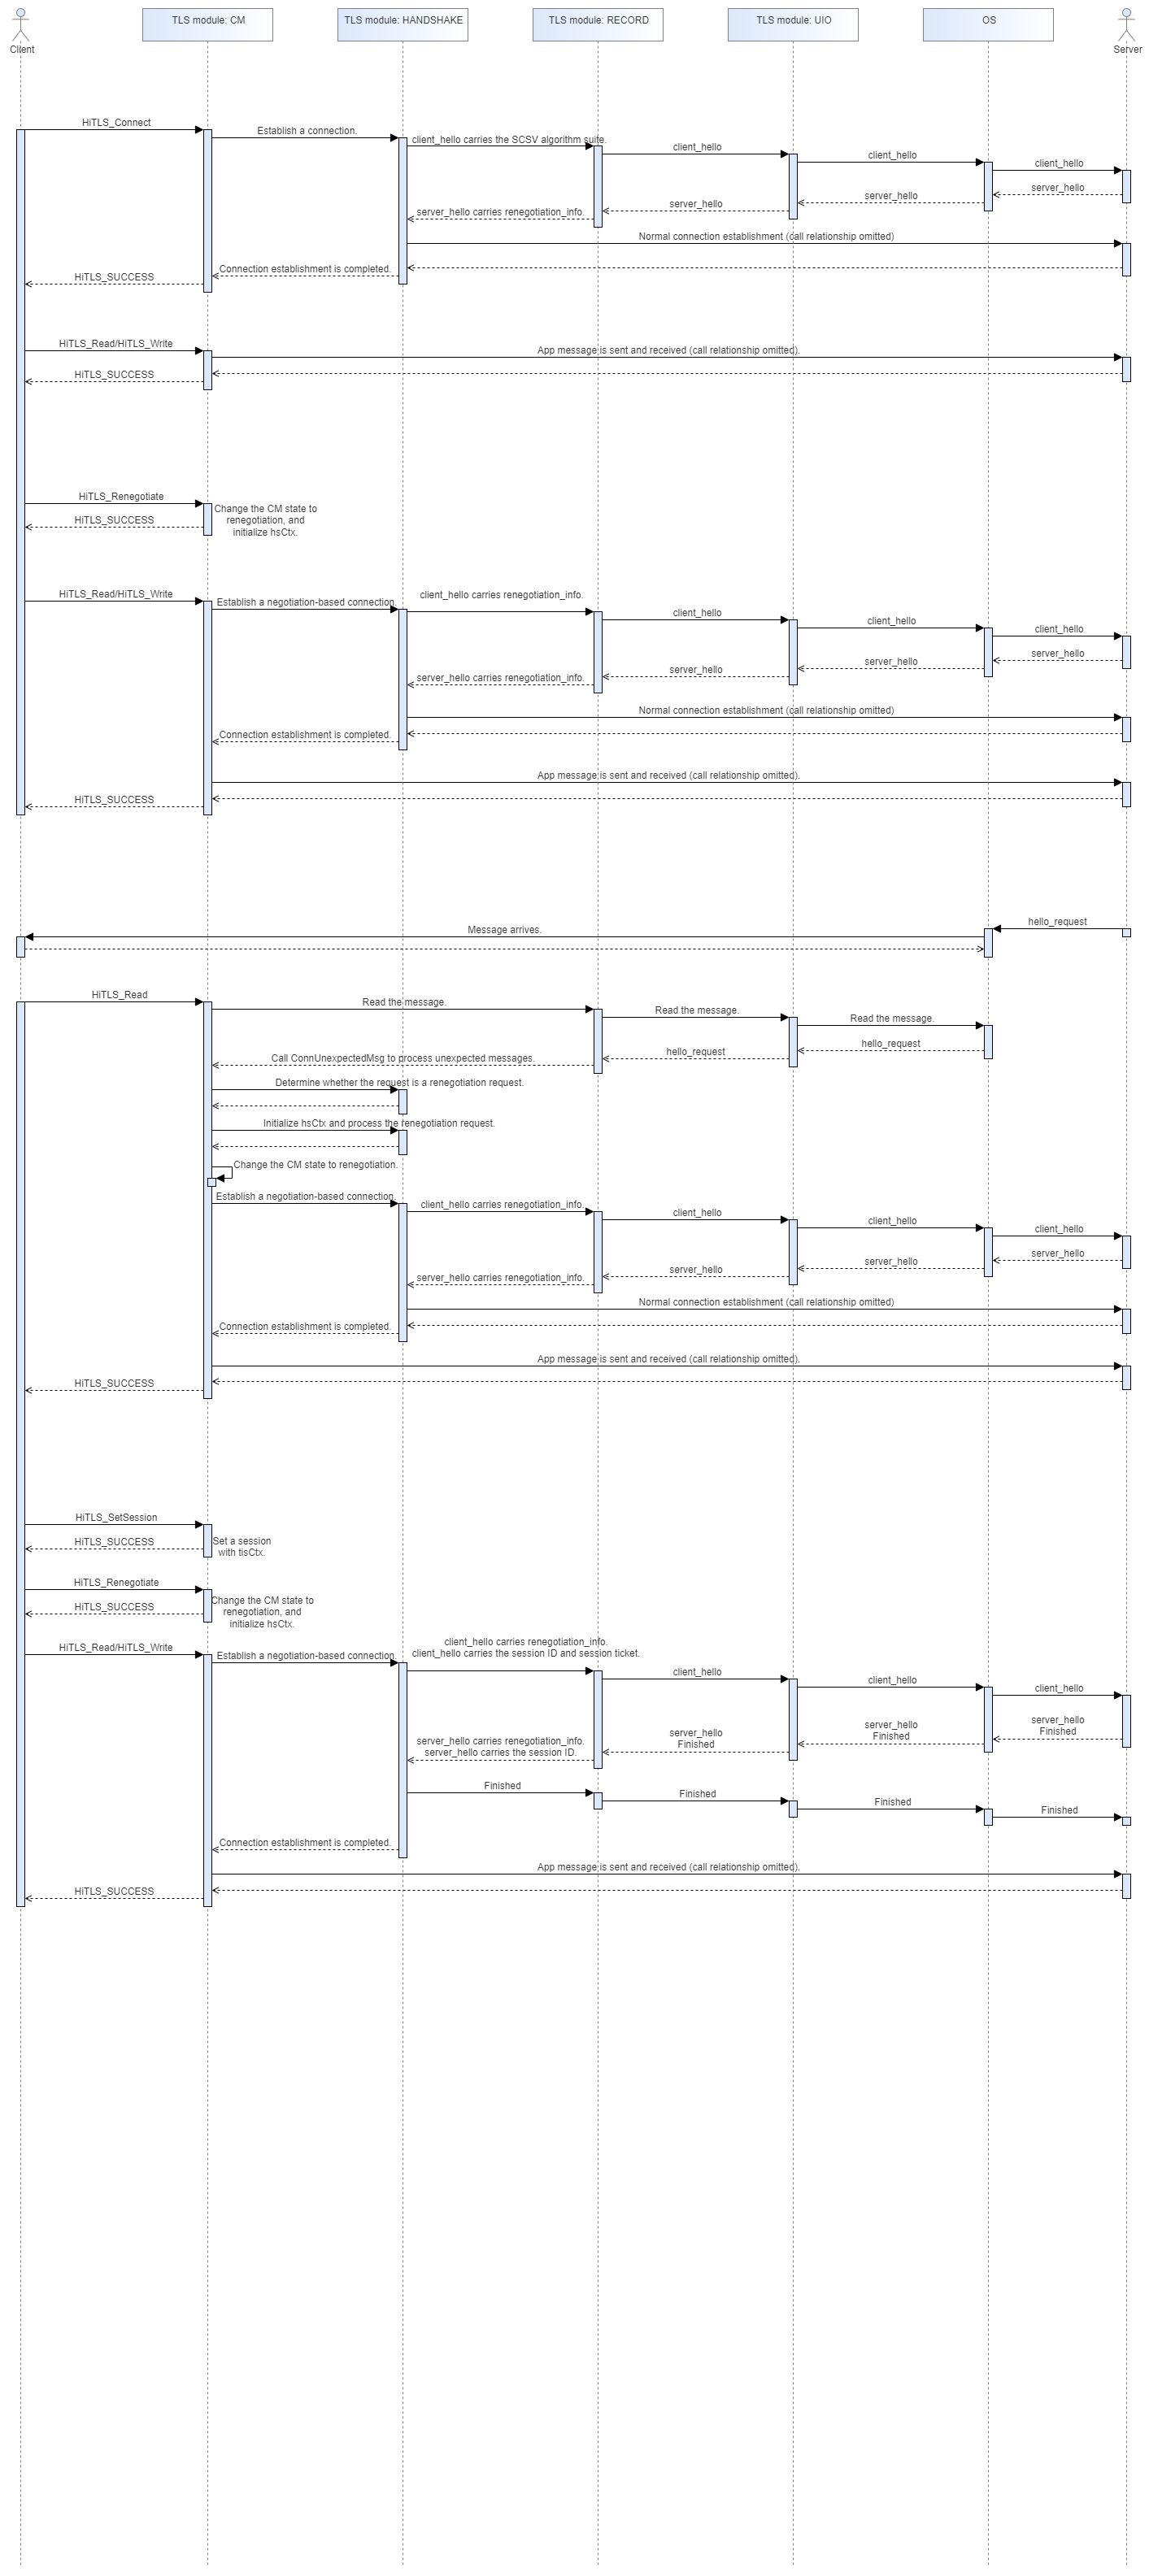 Client
TLS module: CM
TLS module: HANDSHAKE
TLS module: RECORD
TLS module: UIO
OS
Server
HiTLS_Connect
Establish a connection.
client_hello carries the SCSV algorithm suite.
client_hello
client_hello
client_hello
server_hello
server_hello
server_hello
server_hello carries renegotiation_info.
Normal connection establishment (call relationship omitted)
Connection establishment is completed.
HiTLS_SUCCESS
HiTLS_Read/HiTLS_Write
App message is sent and received (call relationship omitted).
HiTLS_SUCCESS
HiTLS_Renegotiate
Change the CM state to
renegotiation, and
initialize hsCtx.
HiTLS_SUCCESS
HiTLS_Read/HiTLS_Write
Establish a negotiation-based connection.
client_hello carries renegotiation_info.
client_hello
client_hello
client_hello
server_hello
server_hello
server_hello
server_hello carries renegotiation_info.
Normal connection establishment (call relationship omitted)
Connection establishment is completed.
App message is sent and received (call relationship omitted).
HiTLS_SUCCESS
hello_request
Message arrives.
HiTLS_Read
Read the message.
Read the message.
Read the message.
hello_request
hello_request
Call ConnUnexpectedMsg to process unexpected messages.
Determine whether the request is a renegotiation request.
Initialize hsCtx and process the renegotiation request.
Change the CM state to renegotiation.
Establish a negotiation-based connection.
client_hello carries renegotiation_info.
client_hello
client_hello
client_hello
server_hello
server_hello
server_hello
server_hello carries renegotiation_info.
Normal connection establishment (call relationship omitted)
Connection establishment is completed.
App message is sent and received (call relationship omitted).
HiTLS_SUCCESS
HiTLS_SetSession
HiTLS_SUCCESS
Set a session
with tisCtx.
HiTLS_Renegotiate
Change the CM state to
renegotiation, and
initialize hsCtx.
HiTLS_SUCCESS
HiTLS_Read/HiTLS_Write
Establish a negotiation-based connection.
client_hello carries renegotiation_info.
client_hello carries the session ID and session ticket.
client_hello
client_hello
client_hello
server_hello
Finished
server_hello
Finished
server_hello
Finished
server_hello carries renegotiation_info.
server_hello carries the session ID.
Finished
Finished
Finished
Finished
Connection establishment is completed.
App message is sent and received (call relationship omitted).
HiTLS_SUCCESS